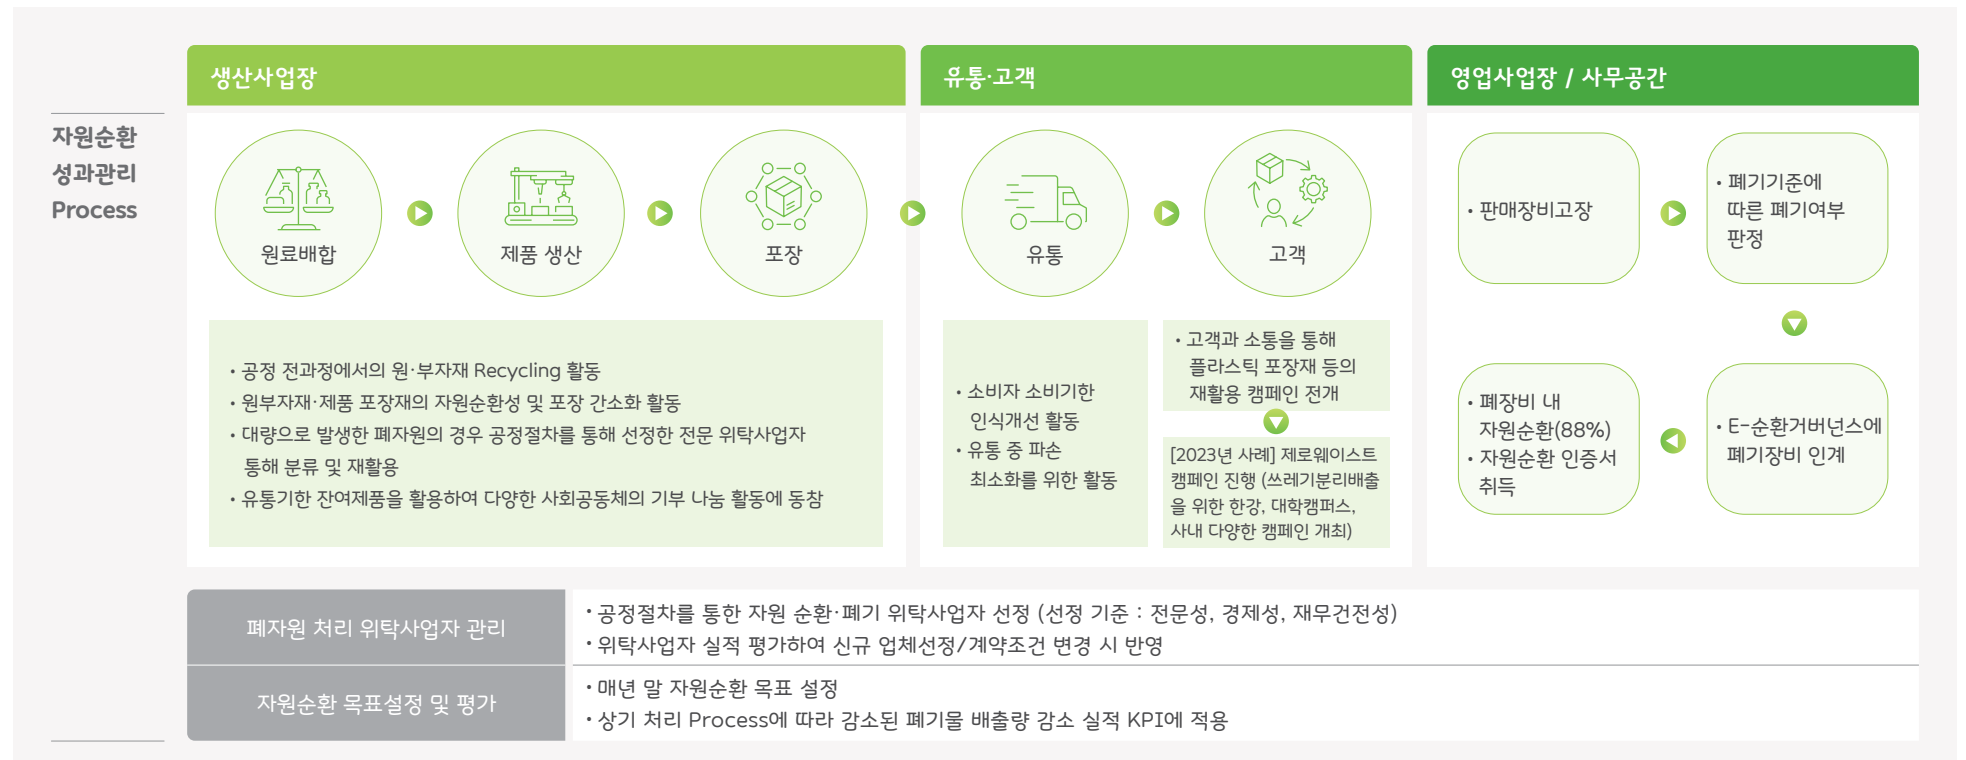 자원순환
성과관리
Process
생산사업장
원료배합
제품 생산
포장
• 공정 전과정에서의 원·부자재 Recycling 활동
• 원부자재·제품 포장재의 자원순환성 및 포장 간소화 활동
• 대량으로 발생한 폐자원의 경우 공정절차를 통해 선정한 전문 위탁사업자
통해 분류 및 재활용
• 유통기한 잔여제품을 활용하여 다양한 사회공동체의 기부 나눔 활동에 동참
유통·고객
유통
고객
• 소비자 소비기한
인식개선 활동
• 유통 중 파손
최소화를 위한 활동
• 고객과 소통을 통해
플라스틱 포장재 등의
재활용 캠페인 전개
[2023년 사례] 제로웨이스트
캠페인 진행 (쓰레기분리배출
을 위한 한강, 대학캠퍼스,
사내 다양한 캠페인 개최)
영업사업장 / 사무공간
• 판매장비고장
• 폐기기준에
따른 폐기여부
판정
• E-순환거버넌스에
폐기장비 인계
• 폐장비 내
자원순환(88%)
• 자원순환 인증서
취득
폐자원 처리 위탁사업자 관리
• 공정절차를 통한 자원 순환·폐기 위탁사업자 선정 (선정 기준 : 전문성, 경제성, 재무건전성)
• 위탁사업자 실적 평가하여 신규 업체선정/계약조건 변경 시 반영
자원순환 목표설정 및 평가
• 매년 말 자원순환 목표 설정
• 상기 처리 Process에 따라 감소된 폐기물 배출량 감소 실적 KPI에 적용